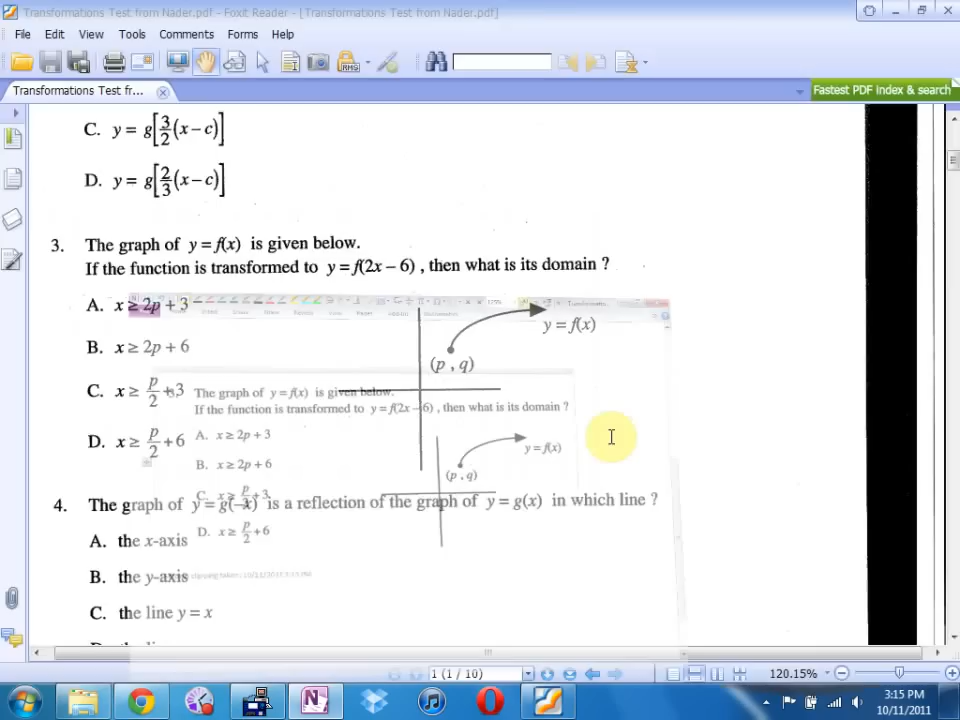 Transformations Test from Nader.pdf - Foxit Reader - [Transformations Test from Nader.pdf]
File Edit View Tools Comments Forms Help
Transformations Test fr... Fastest PDF index & search
C. y = g[3/2(x – c)]
D. y = g[2/3(x – c)]
3. The graph of y = f(x) is given below.
If the function is transformed to y = f(2x – 6) , then what is its domain ?
A. x ≥ 2p + 3
y = f(x)
(p , q)
B. x ≥ 2p + 6
C. x ≥ p/2 + 3
D. x ≥ p/2 + 6
The graph of y = f(x) is given below.
If the function is transformed to y = f(2x – 6) , then what is its domain ?
A. x ≥ 2p + 3
y = f(x)
B. x ≥ 2p + 6
(p , q)
C. x ≥ p/2 + 3
D. x ≥ p/2 + 6
4. The graph of y = g(–x) is a reflection of the graph of y = g(x) in which line ?
A. the x-axis
B. the y-axis
C. the line y = x
1 (1 / 10) 120.15%
3:15 PM
10/11/2011